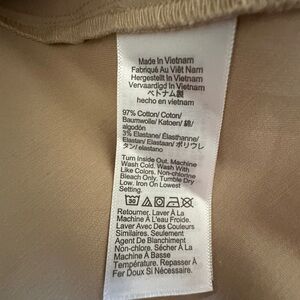 Made In Vietnam
Fabriqué Au Viêt Nam
Hergestellt In Vietnam
Vervaardigd In Vietnam
ベトナム製
hecho en vietnam
97% Cotton/ Coton/
Baumwolle/ Katoen/ 綿/
algodón
3% Elastane/ Elasthanne/
Elastan/ Elastaan/ ポリウレ
タン/ elastano
Turn Inside Out. Machine
Wash Cold. Wash With
Like Colors. Non-chlorine
Bleach Only. Tumble Dry
Low. Iron On Lowest
Setting.
30
Retourner. Laver À La
Machine À L'eau Froide.
Laver Avec Des Couleurs
Similaires. Seulement
Agent De Blanchiment
Non-chlore. Sécher À La
Machine À Basse
Température. Repasser À
Fer Doux Si Nécessaire.